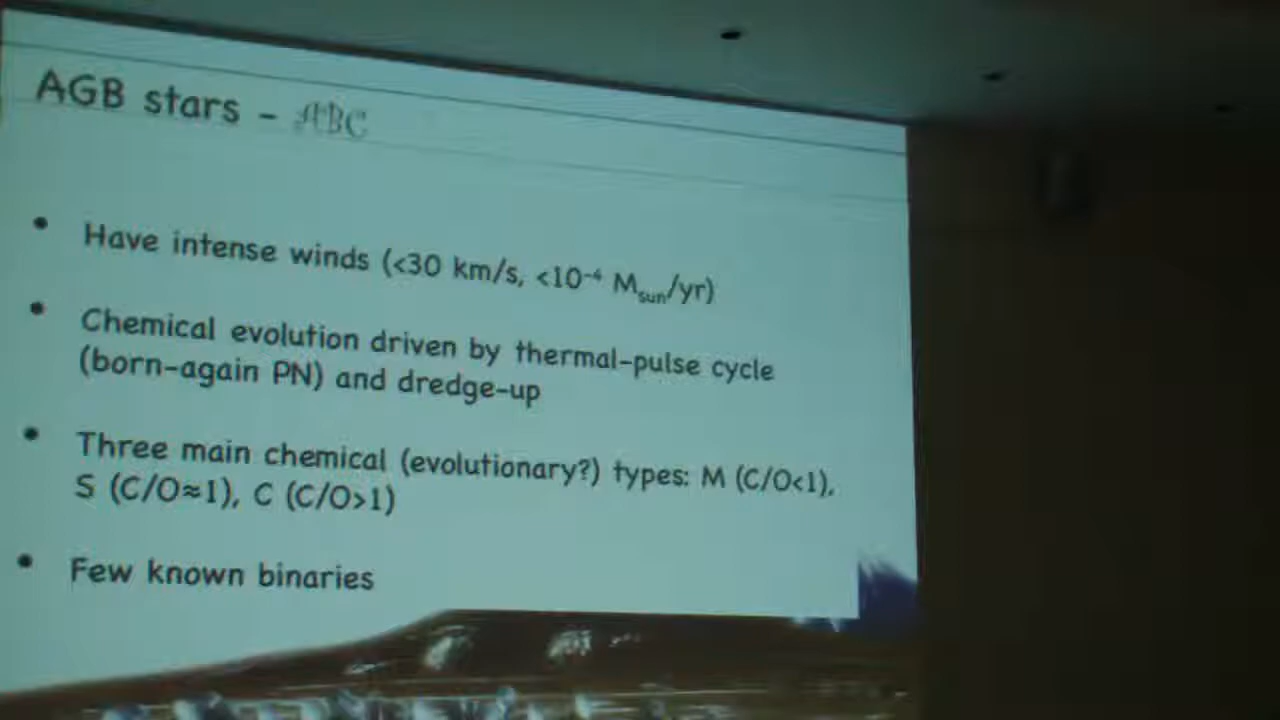 AGB stars - ABC
• Have intense winds (<30 km/s, <10⁻⁴ Mₛᵤₙ/yr)
• Chemical evolution driven by thermal-pulse cycle
(born-again PN) and dredge-up
• Three main chemical (evolutionary?) types: M (C/O<1),
S (C/O≈1), C (C/O>1)
• Few known binaries